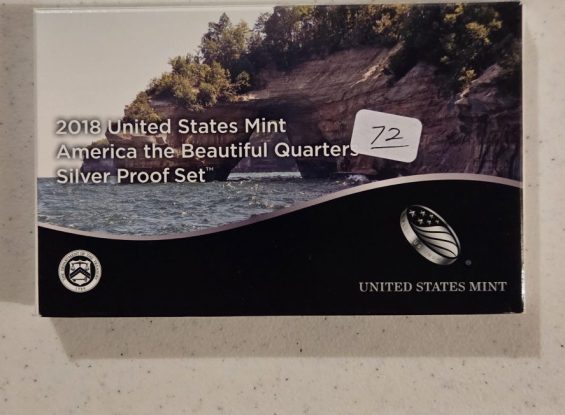 2018 United States Mint
America the Beautiful Quarters
Silver Proof Set™
72
UNITED STATES MINT